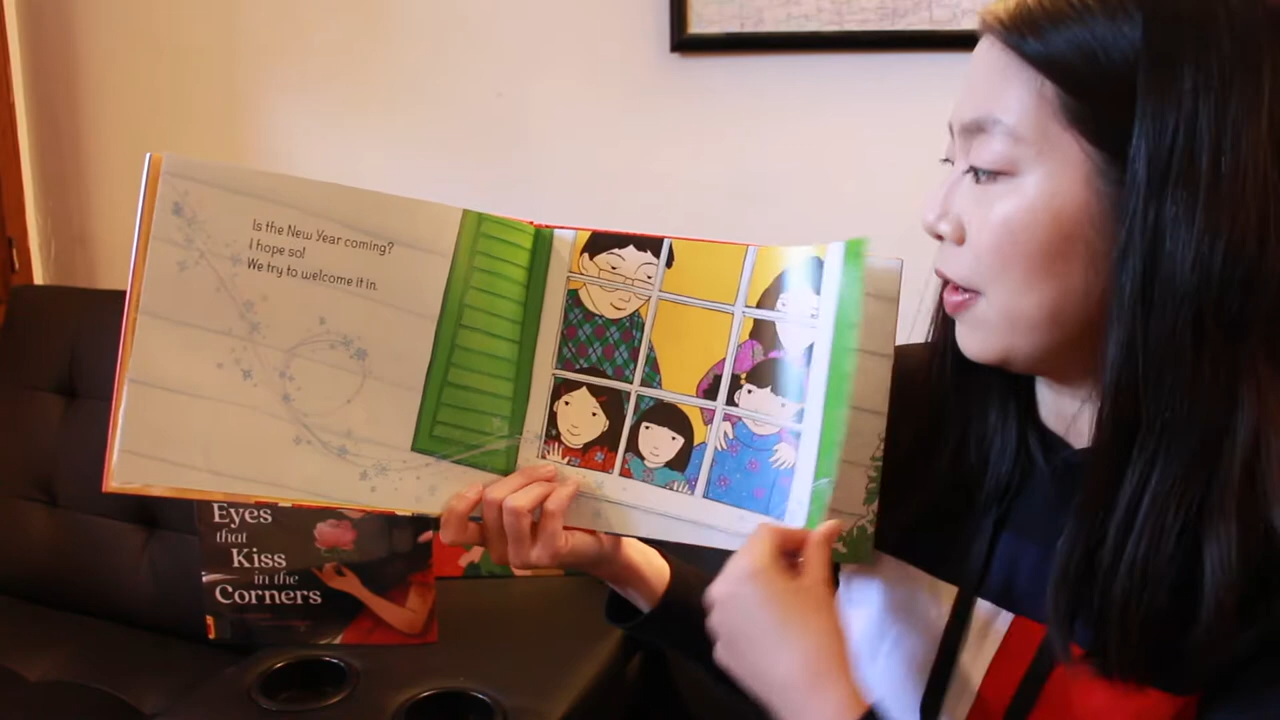 Is the New Year coming?
I hope so!
We try to welcome it in.
Eyes
that
Kiss
in the
Corners